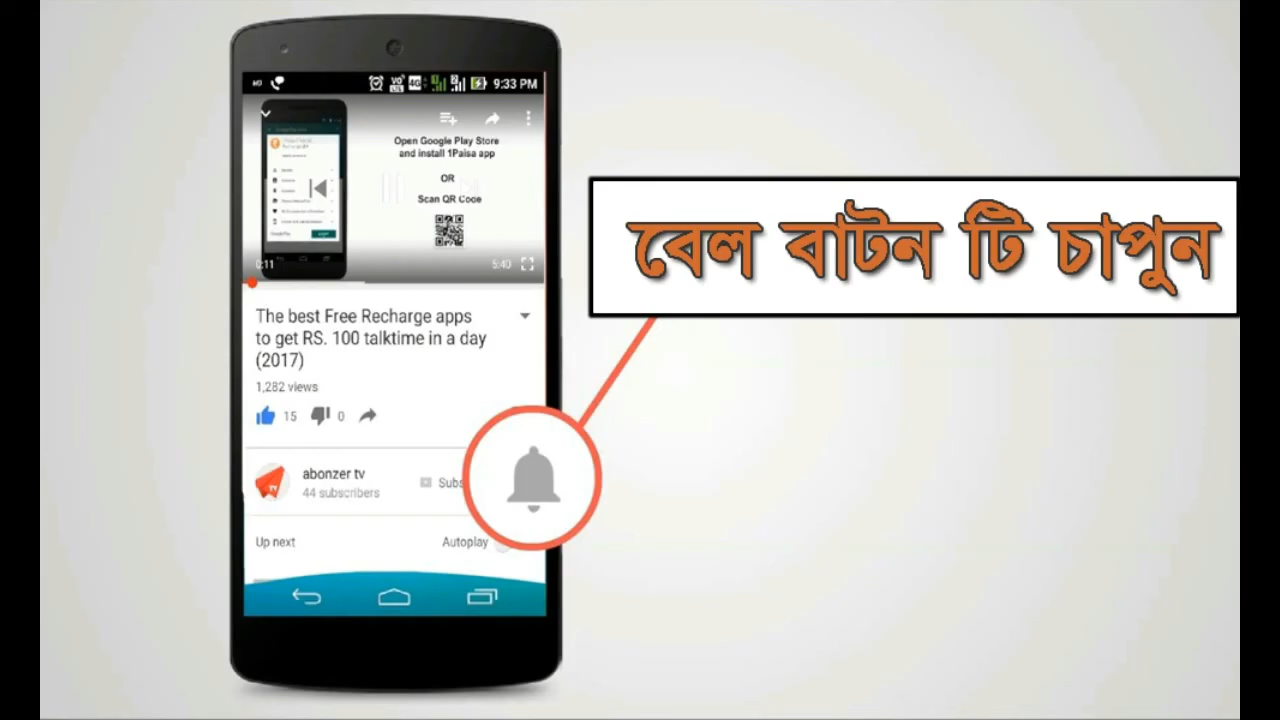 9:33 PM
Open Google Play Store
and install 1Paisa app
OR
Scan QR Code
0:11
5:40
The best Free Recharge apps
to get RS. 100 talktime in a day
(2017)
1,282 views
15
0
abonzer tv
44 subscribers
Subs
Up next
Autoplay
বেল বাটন টি চাপুন